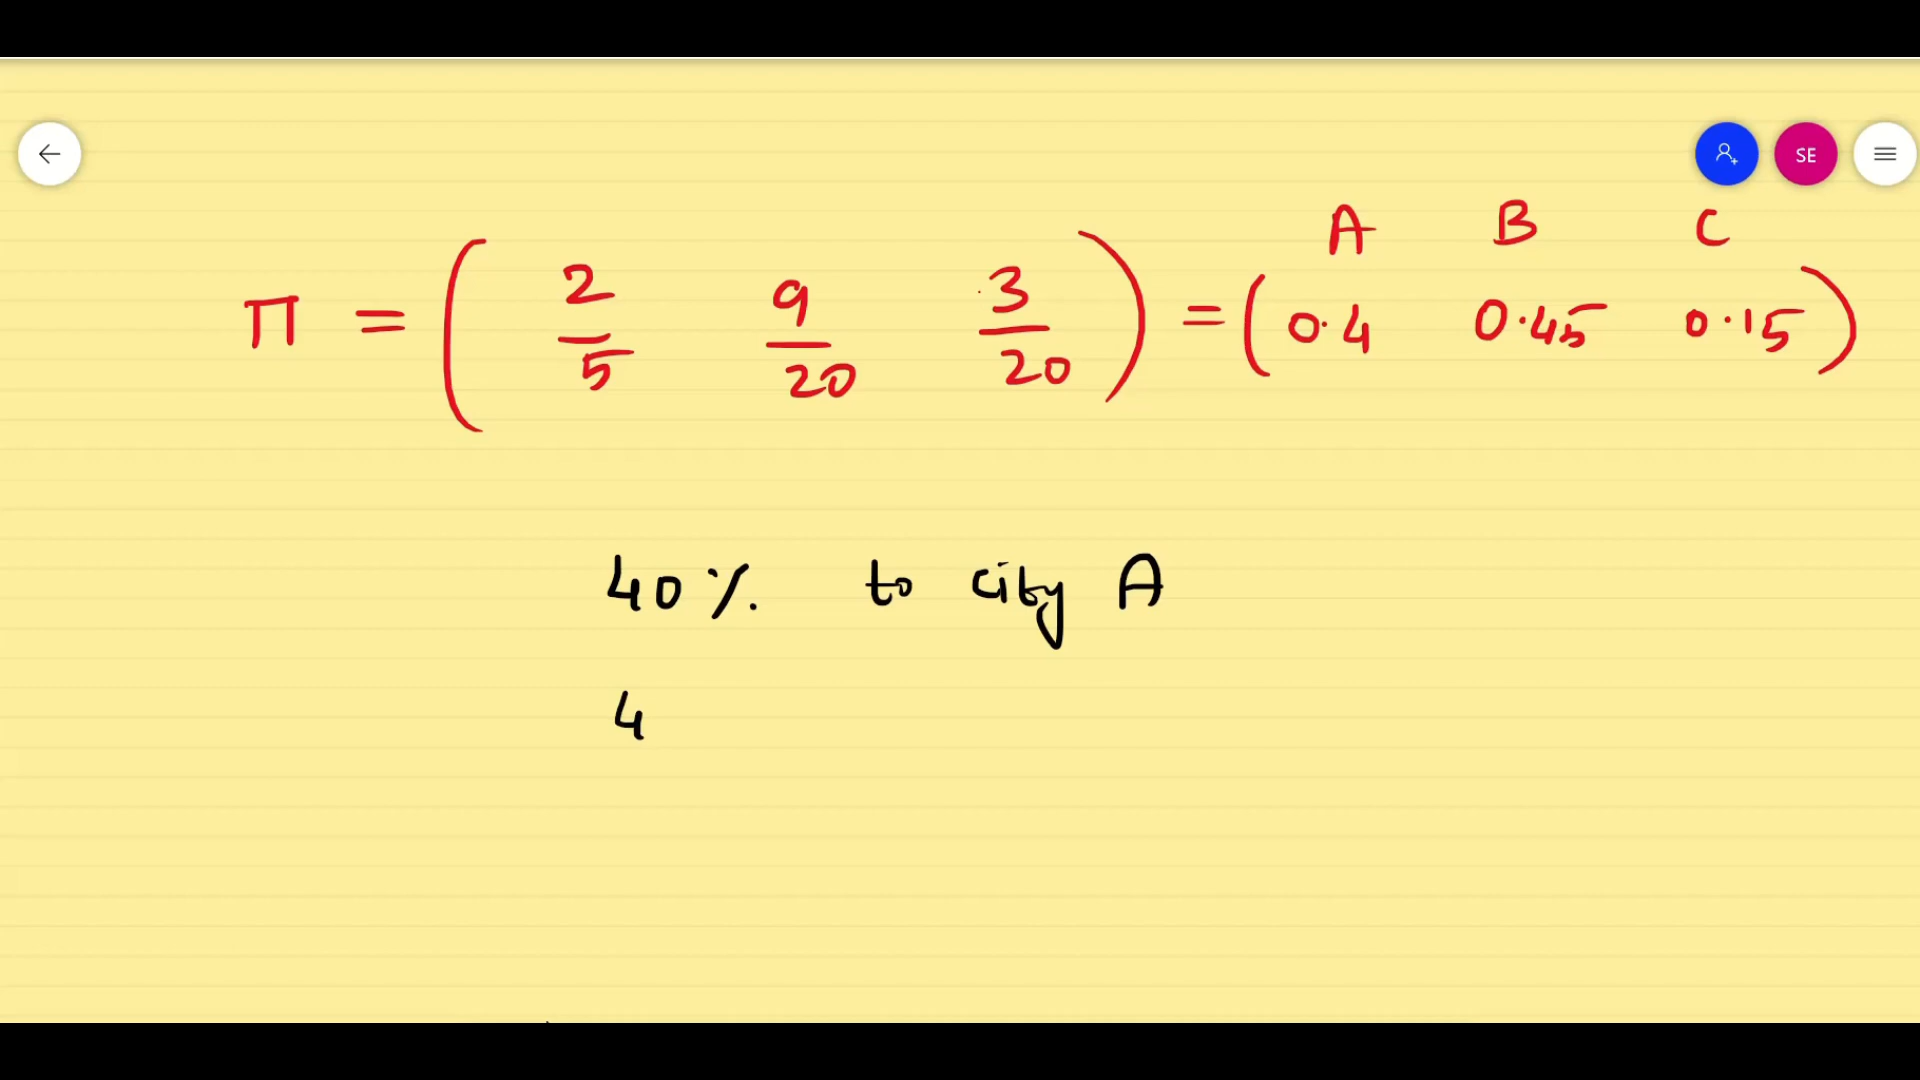 SE
A B C
Π = ( 2/5 9/20 3/20 ) = ( 0.4 0.45 0.15 )
40 % to city A
4